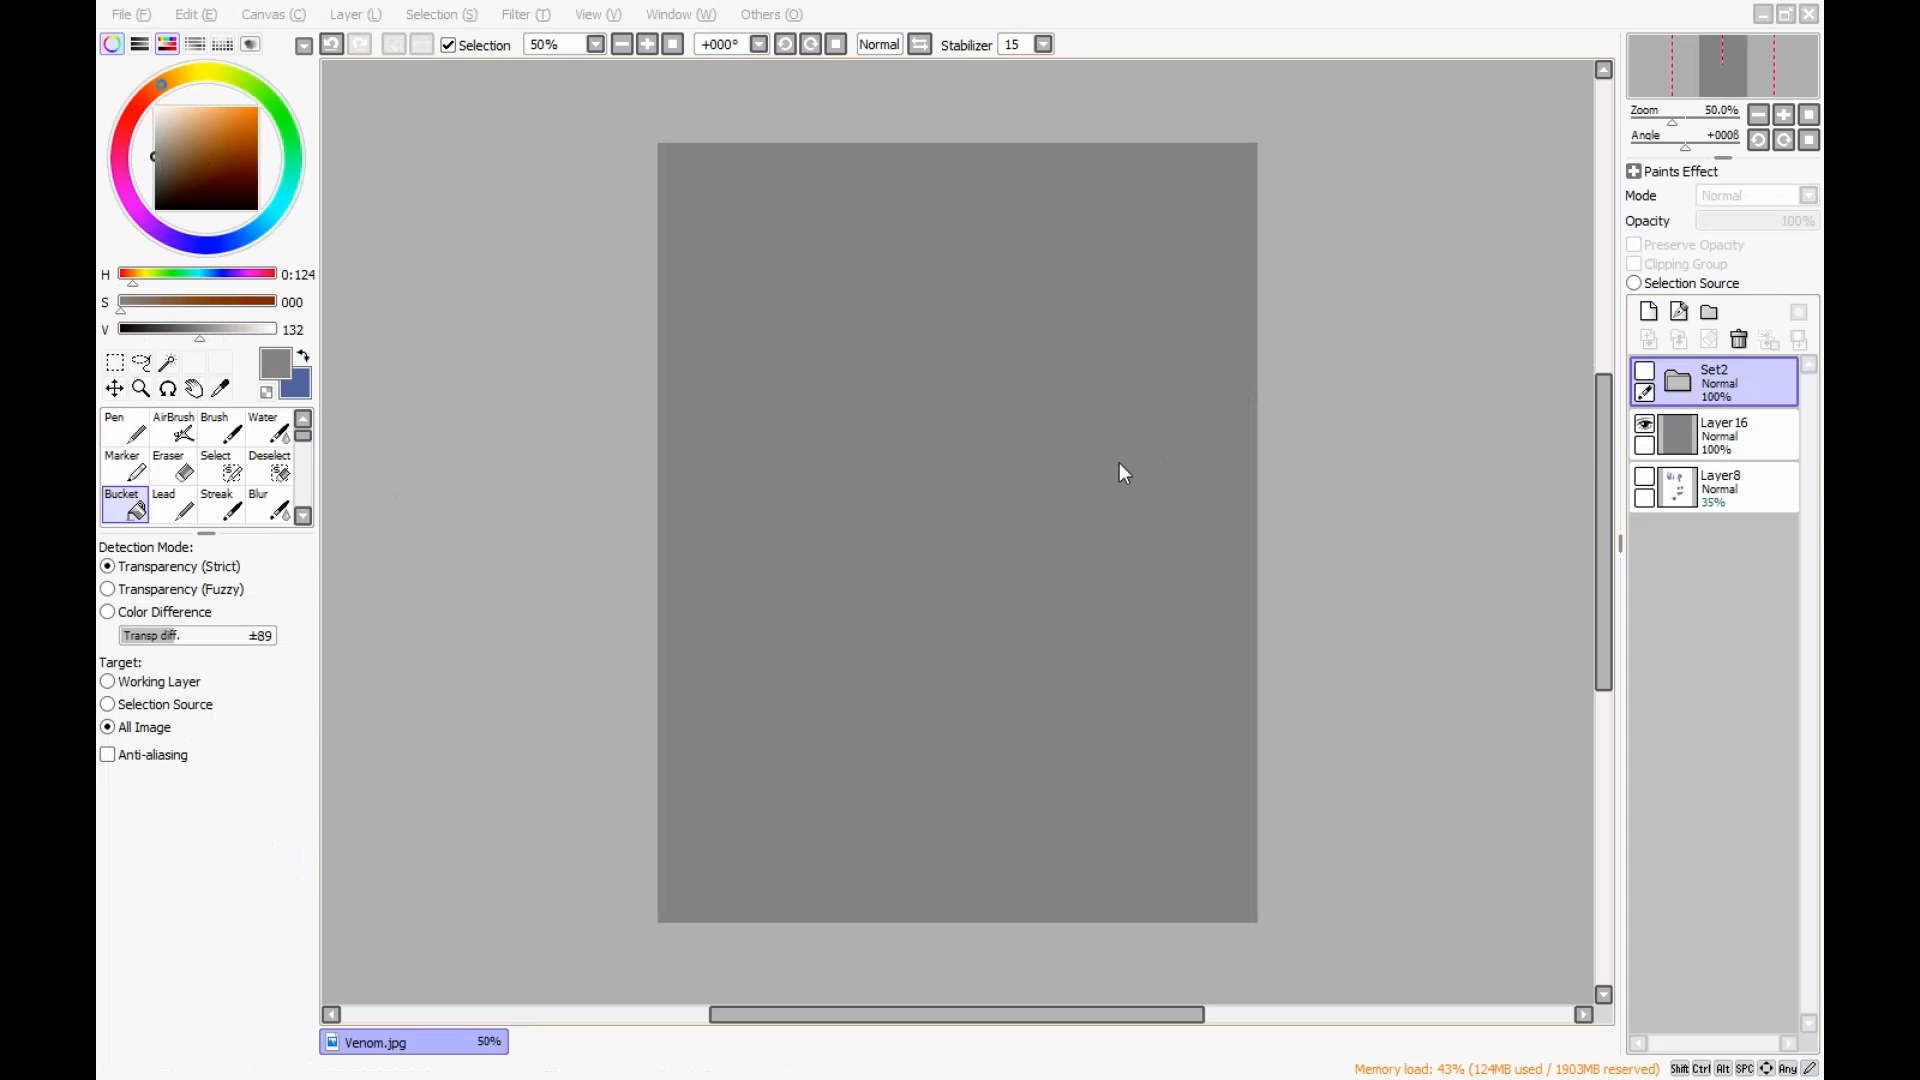 File (F) Edit (E) Canvas (C) Layer (L) Selection (S) Filter (T) View (V) Window (W) Others (O)
Selection 50% +000° Normal Stabilizer 15
Zoom 50.0%
Angle +000ß
Paints Effect
Mode Normal
Opacity 100%
Preserve Opacity
Clipping Group
Selection Source
H 0:124
S 000
V 132
Set2
Normal
100%
Layer16
Normal
100%
Layer8
Normal
35%
Pen AirBrush Brush Water
Marker Eraser Select Deselect
Bucket Lead Streak Blur
Detection Mode:
Transparency (Strict)
Transparency (Fuzzy)
Color Difference
Transp diff. ±89
Target:
Working Layer
Selection Source
All Image
Anti-aliasing
Venom.jpg 50%
Memory load: 43% (124MB used / 1903MB reserved) Shift Ctrl Alt SPC Any